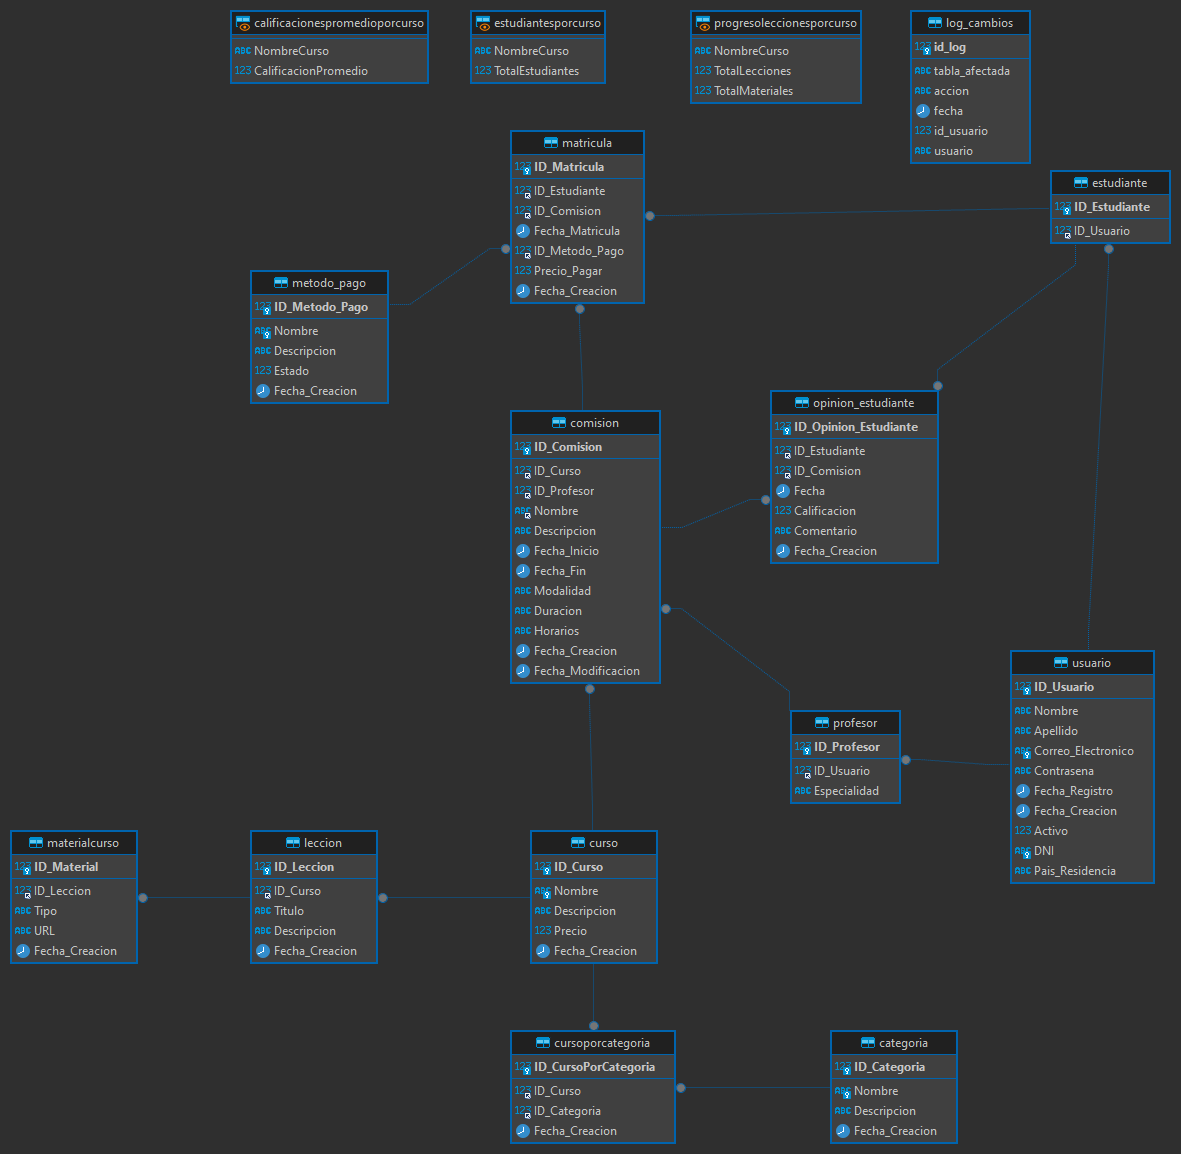 calificacionespromedioporcurso
ABC NombreCurso
123 CalificacionPromedio
estudiantesporcurso
ABC NombreCurso
123 TotalEstudiantes
progresoleccionesporcurso
ABC NombreCurso
123 TotalLecciones
123 TotalMateriales
log_cambios
123 id_log
ABC tabla_afectada
ABC accion
fecha
123 id_usuario
ABC usuario
matricula
123 ID_Matricula
123 ID_Estudiante
123 ID_Comision
Fecha_Matricula
123 ID_Metodo_Pago
123 Precio_Pagar
Fecha_Creacion
estudiante
123 ID_Estudiante
123 ID_Usuario
metodo_pago
123 ID_Metodo_Pago
ABC Nombre
ABC Descripcion
123 Estado
Fecha_Creacion
comision
123 ID_Comision
123 ID_Curso
123 ID_Profesor
ABC Nombre
ABC Descripcion
Fecha_Inicio
Fecha_Fin
ABC Modalidad
ABC Duracion
ABC Horarios
Fecha_Creacion
Fecha_Modificacion
opinion_estudiante
123 ID_Opinion_Estudiante
123 ID_Estudiante
123 ID_Comision
Fecha
123 Calificacion
ABC Comentario
Fecha_Creacion
usuario
123 ID_Usuario
ABC Nombre
ABC Apellido
ABC Correo_Electronico
ABC Contrasena
Fecha_Registro
Fecha_Creacion
123 Activo
ABC DNI
ABC Pais_Residencia
profesor
123 ID_Profesor
123 ID_Usuario
ABC Especialidad
materialcurso
123 ID_Material
123 ID_Leccion
ABC Tipo
ABC URL
Fecha_Creacion
leccion
123 ID_Leccion
123 ID_Curso
ABC Titulo
ABC Descripcion
Fecha_Creacion
curso
123 ID_Curso
ABC Nombre
ABC Descripcion
123 Precio
Fecha_Creacion
cursoporcategoria
123 ID_CursoPorCategoria
123 ID_Curso
123 ID_Categoria
Fecha_Creacion
categoria
123 ID_Categoria
ABC Nombre
ABC Descripcion
Fecha_Creacion